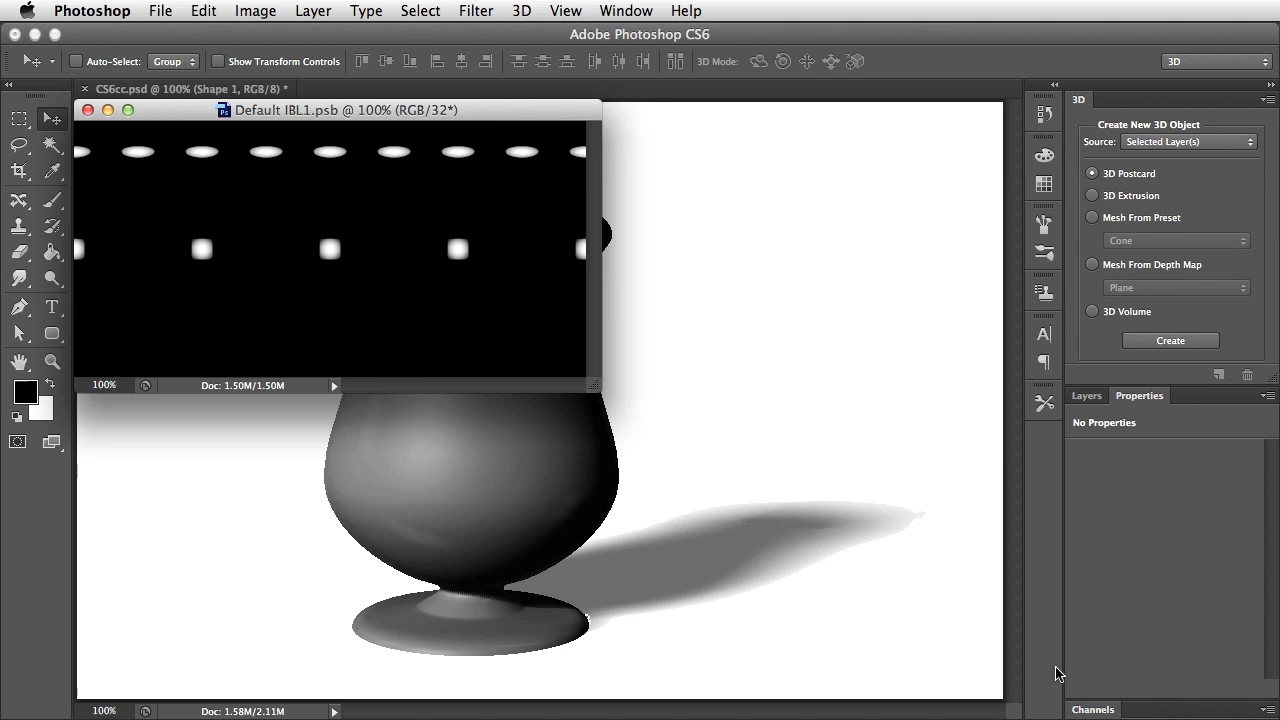 Photoshop File Edit Image Layer Type Select Filter 3D View Window Help
Adobe Photoshop CS6
Auto-Select: Group Show Transform Controls 3D Mode: 3D
CS6cc.psd @ 100% (Shape 1, RGB/8) *
Default IBL1.psb @ 100% (RGB/32*)
3D
Create New 3D Object
Source: Selected Layer(s)
3D Postcard
3D Extrusion
Mesh From Preset
Cone
Mesh From Depth Map
Plane
3D Volume
Create
100% Doc: 1.50M/1.50M
Layers Properties
No Properties
100% Doc: 1.58M/2.11M
Channels